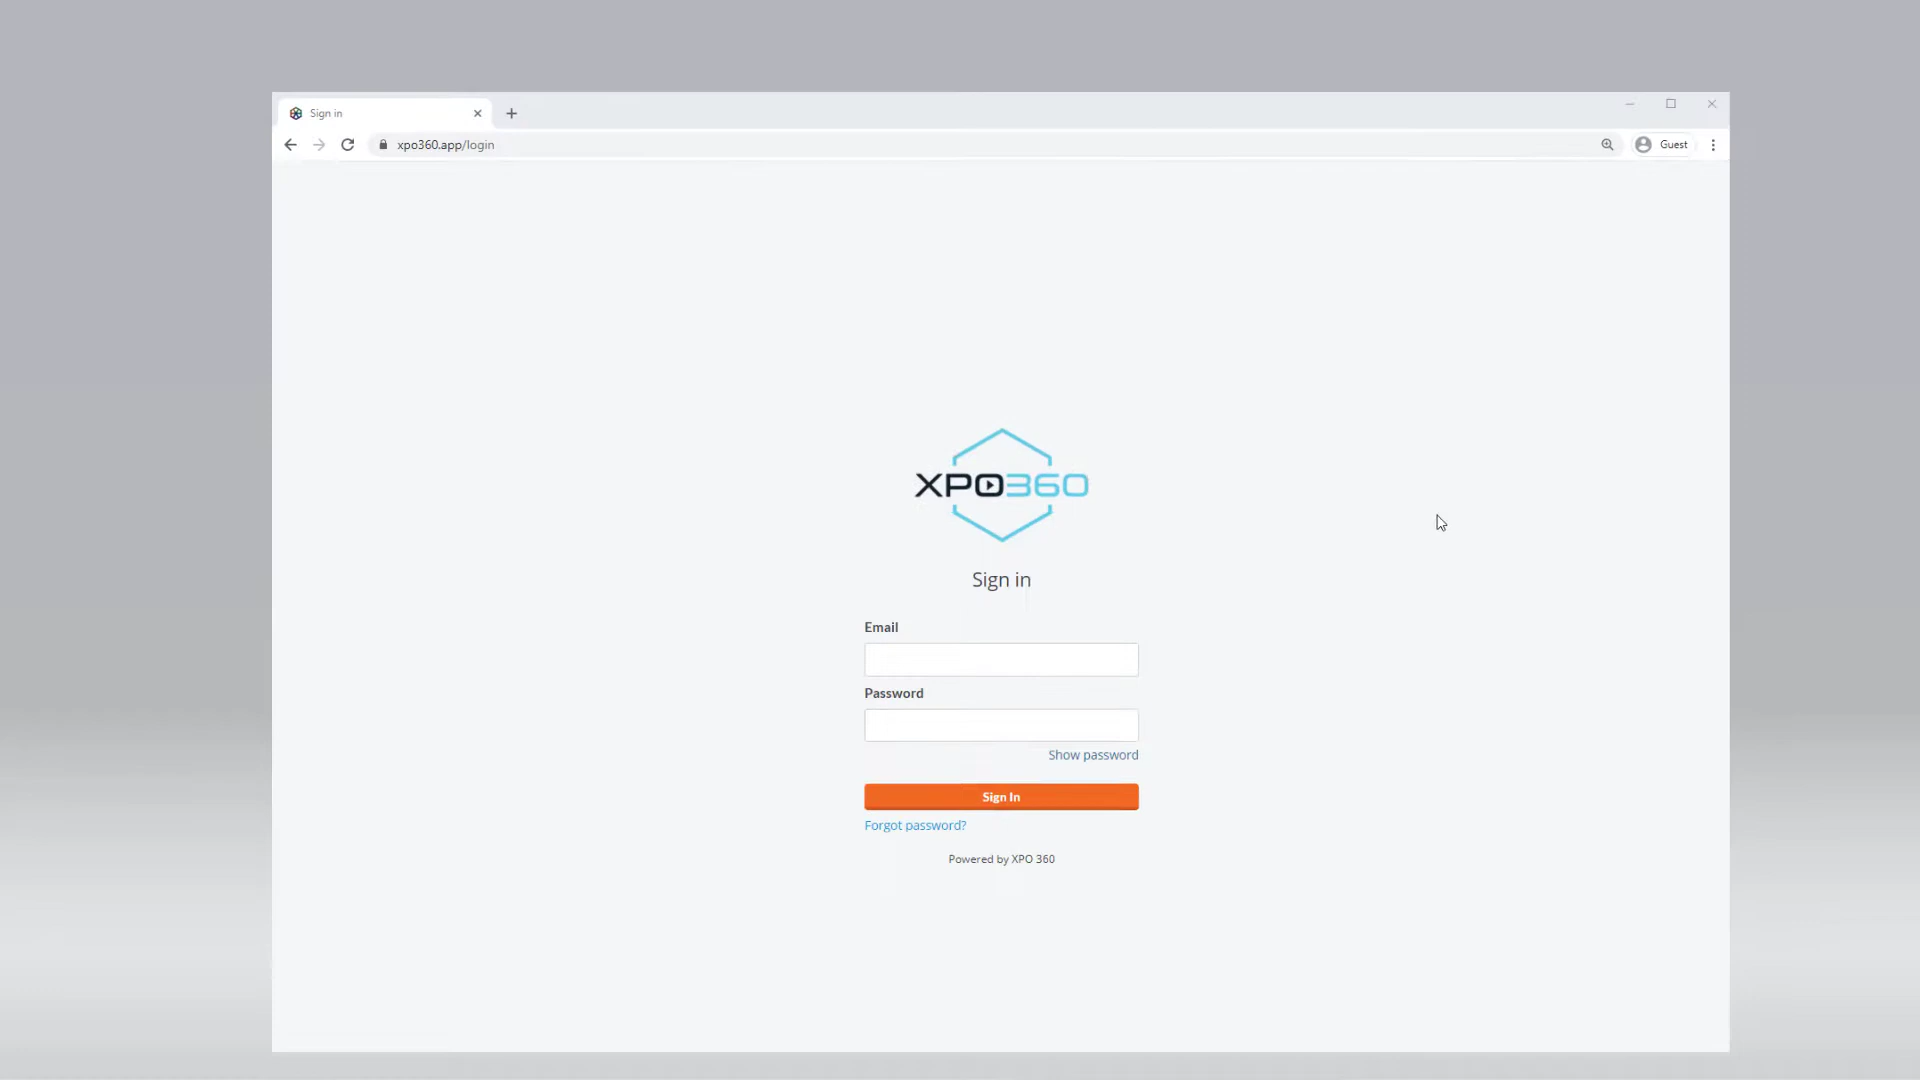 Sign in
xpo360.app/login
Guest
XPO360
Sign in
Email
Password
Show password
Sign In
Forgot password?
Powered by XPO 360